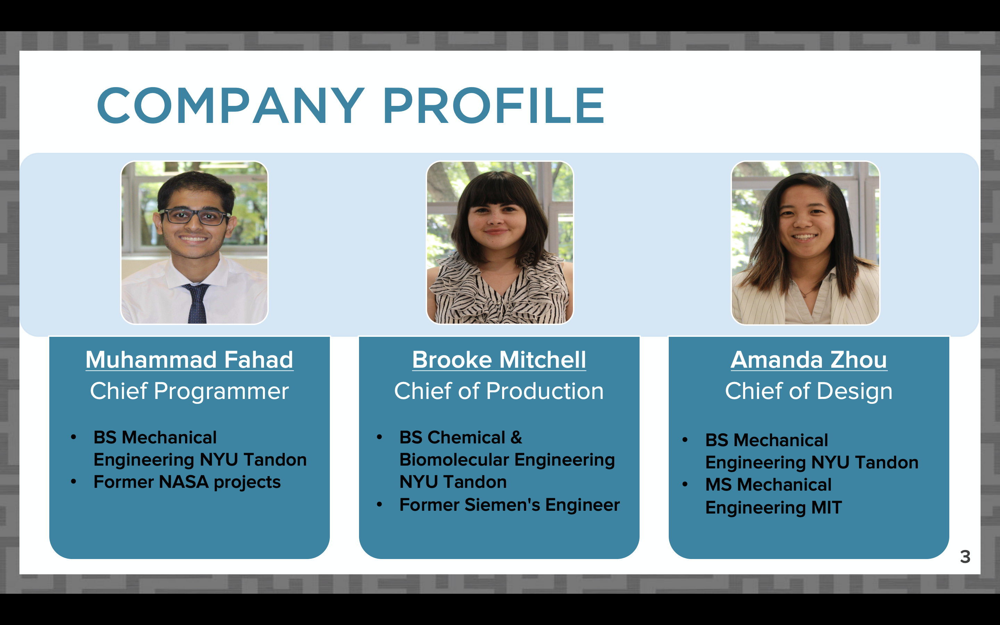 COMPANY PROFILE
Muhammad Fahad
Chief Programmer
• BS Mechanical
Engineering NYU Tandon
• Former NASA projects
Brooke Mitchell
Chief of Production
• BS Chemical &
Biomolecular Engineering
NYU Tandon
• Former Siemen's Engineer
Amanda Zhou
Chief of Design
• BS Mechanical
Engineering NYU Tandon
• MS Mechanical
Engineering MIT
3